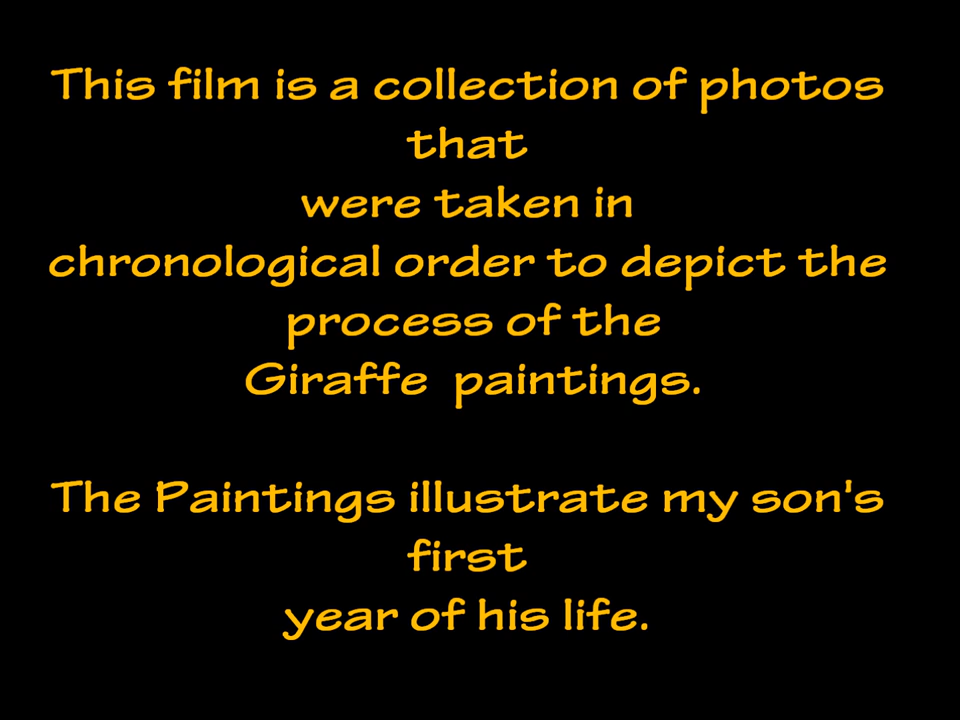 This film is a collection of photos
that
were taken in
chronological order to depict the
process of the
Giraffe  paintings.

The Paintings illustrate my son's
first
year of his life.